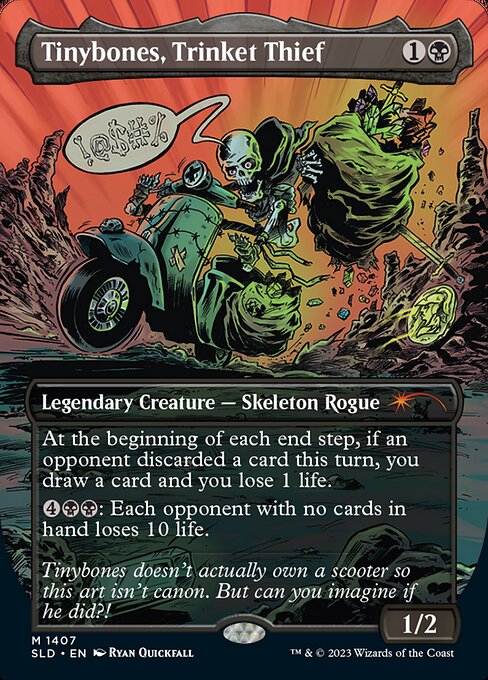 Tinybones, Trinket Thief 1
!@$#%
Legendary Creature — Skeleton Rogue
At the beginning of each end step, if an
opponent discarded a card this turn, you
draw a card and you lose 1 life.
4: Each opponent with no cards in
hand loses 10 life.
Tinybones doesn't actually own a scooter so
this art isn't canon. But can you imagine if
he did?!
1/2
M 1407
SLD • EN Ryan Quickfall
™ & © 2023 Wizards of the Coast